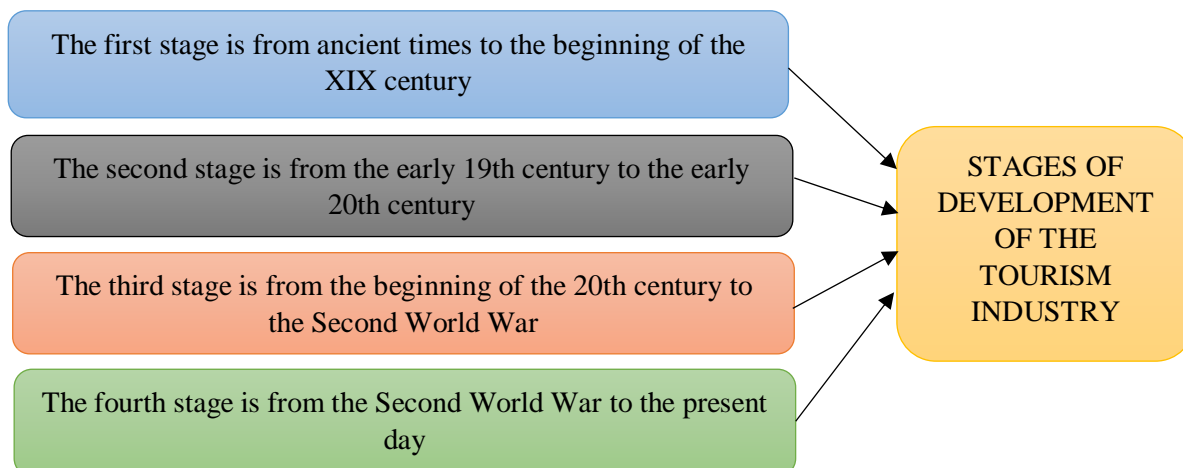 The first stage is from ancient times to the beginning of the
XIX century
The second stage is from the early 19th century to the early
20th century
The third stage is from the beginning of the 20th century to
the Second World War
The fourth stage is from the Second World War to the present
day
STAGES OF
DEVELOPMENT
OF THE
TOURISM
INDUSTRY